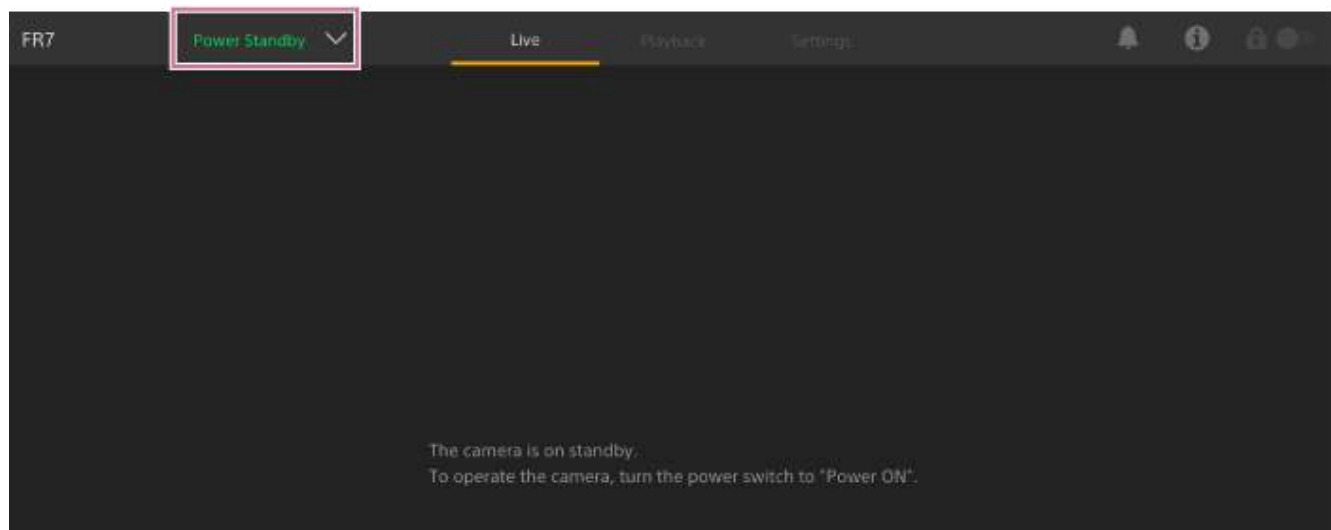 FR7 Power Standby Live Playback Settings
The camera is on standby.
To operate the camera, turn the power switch to "Power ON".